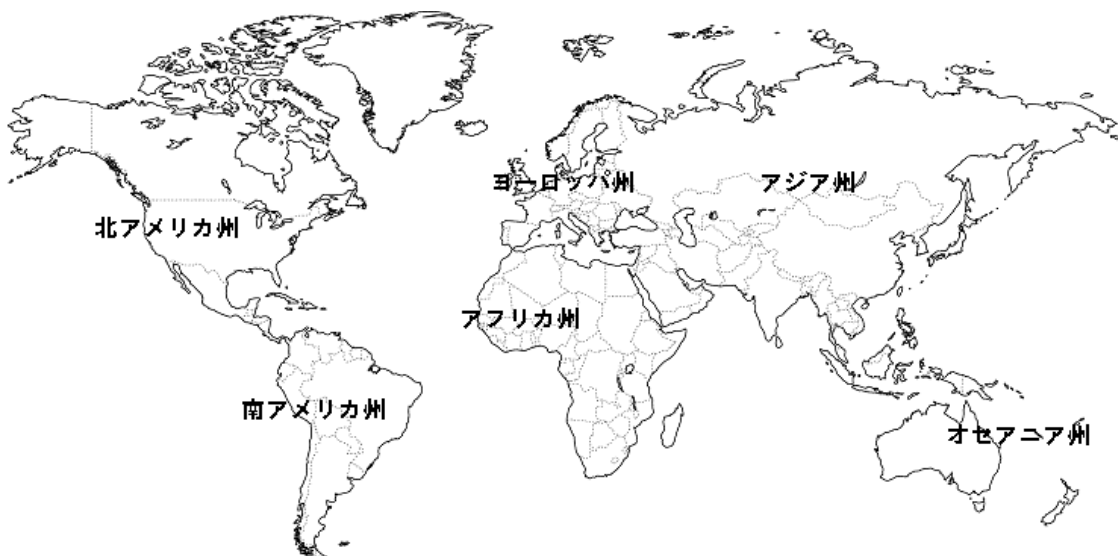 ヨーロッパ州
アジア州
北アメリカ州
アフリカ州
南アメリカ州
オセアニア州